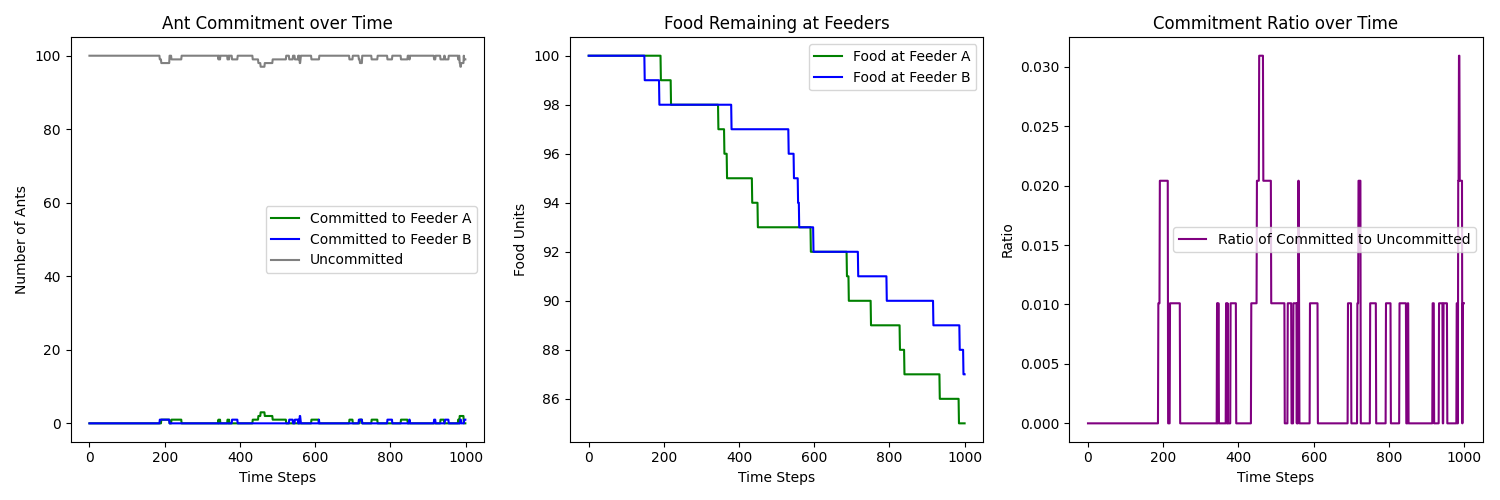 Ant Commitment over Time
Number of Ants
100
80
60
40
20
0
Committed to Feeder A
Committed to Feeder B
Uncommitted
0 200 400 600 800 1000
Time Steps
Food Remaining at Feeders
Food Units
100
98
96
94
92
90
88
86
Food at Feeder A
Food at Feeder B
0 200 400 600 800 1000
Time Steps
Commitment Ratio over Time
Ratio
0.030
0.025
0.020
0.015
0.010
0.005
0.000
Ratio of Committed to Uncommitted
0 200 400 600 800 1000
Time Steps